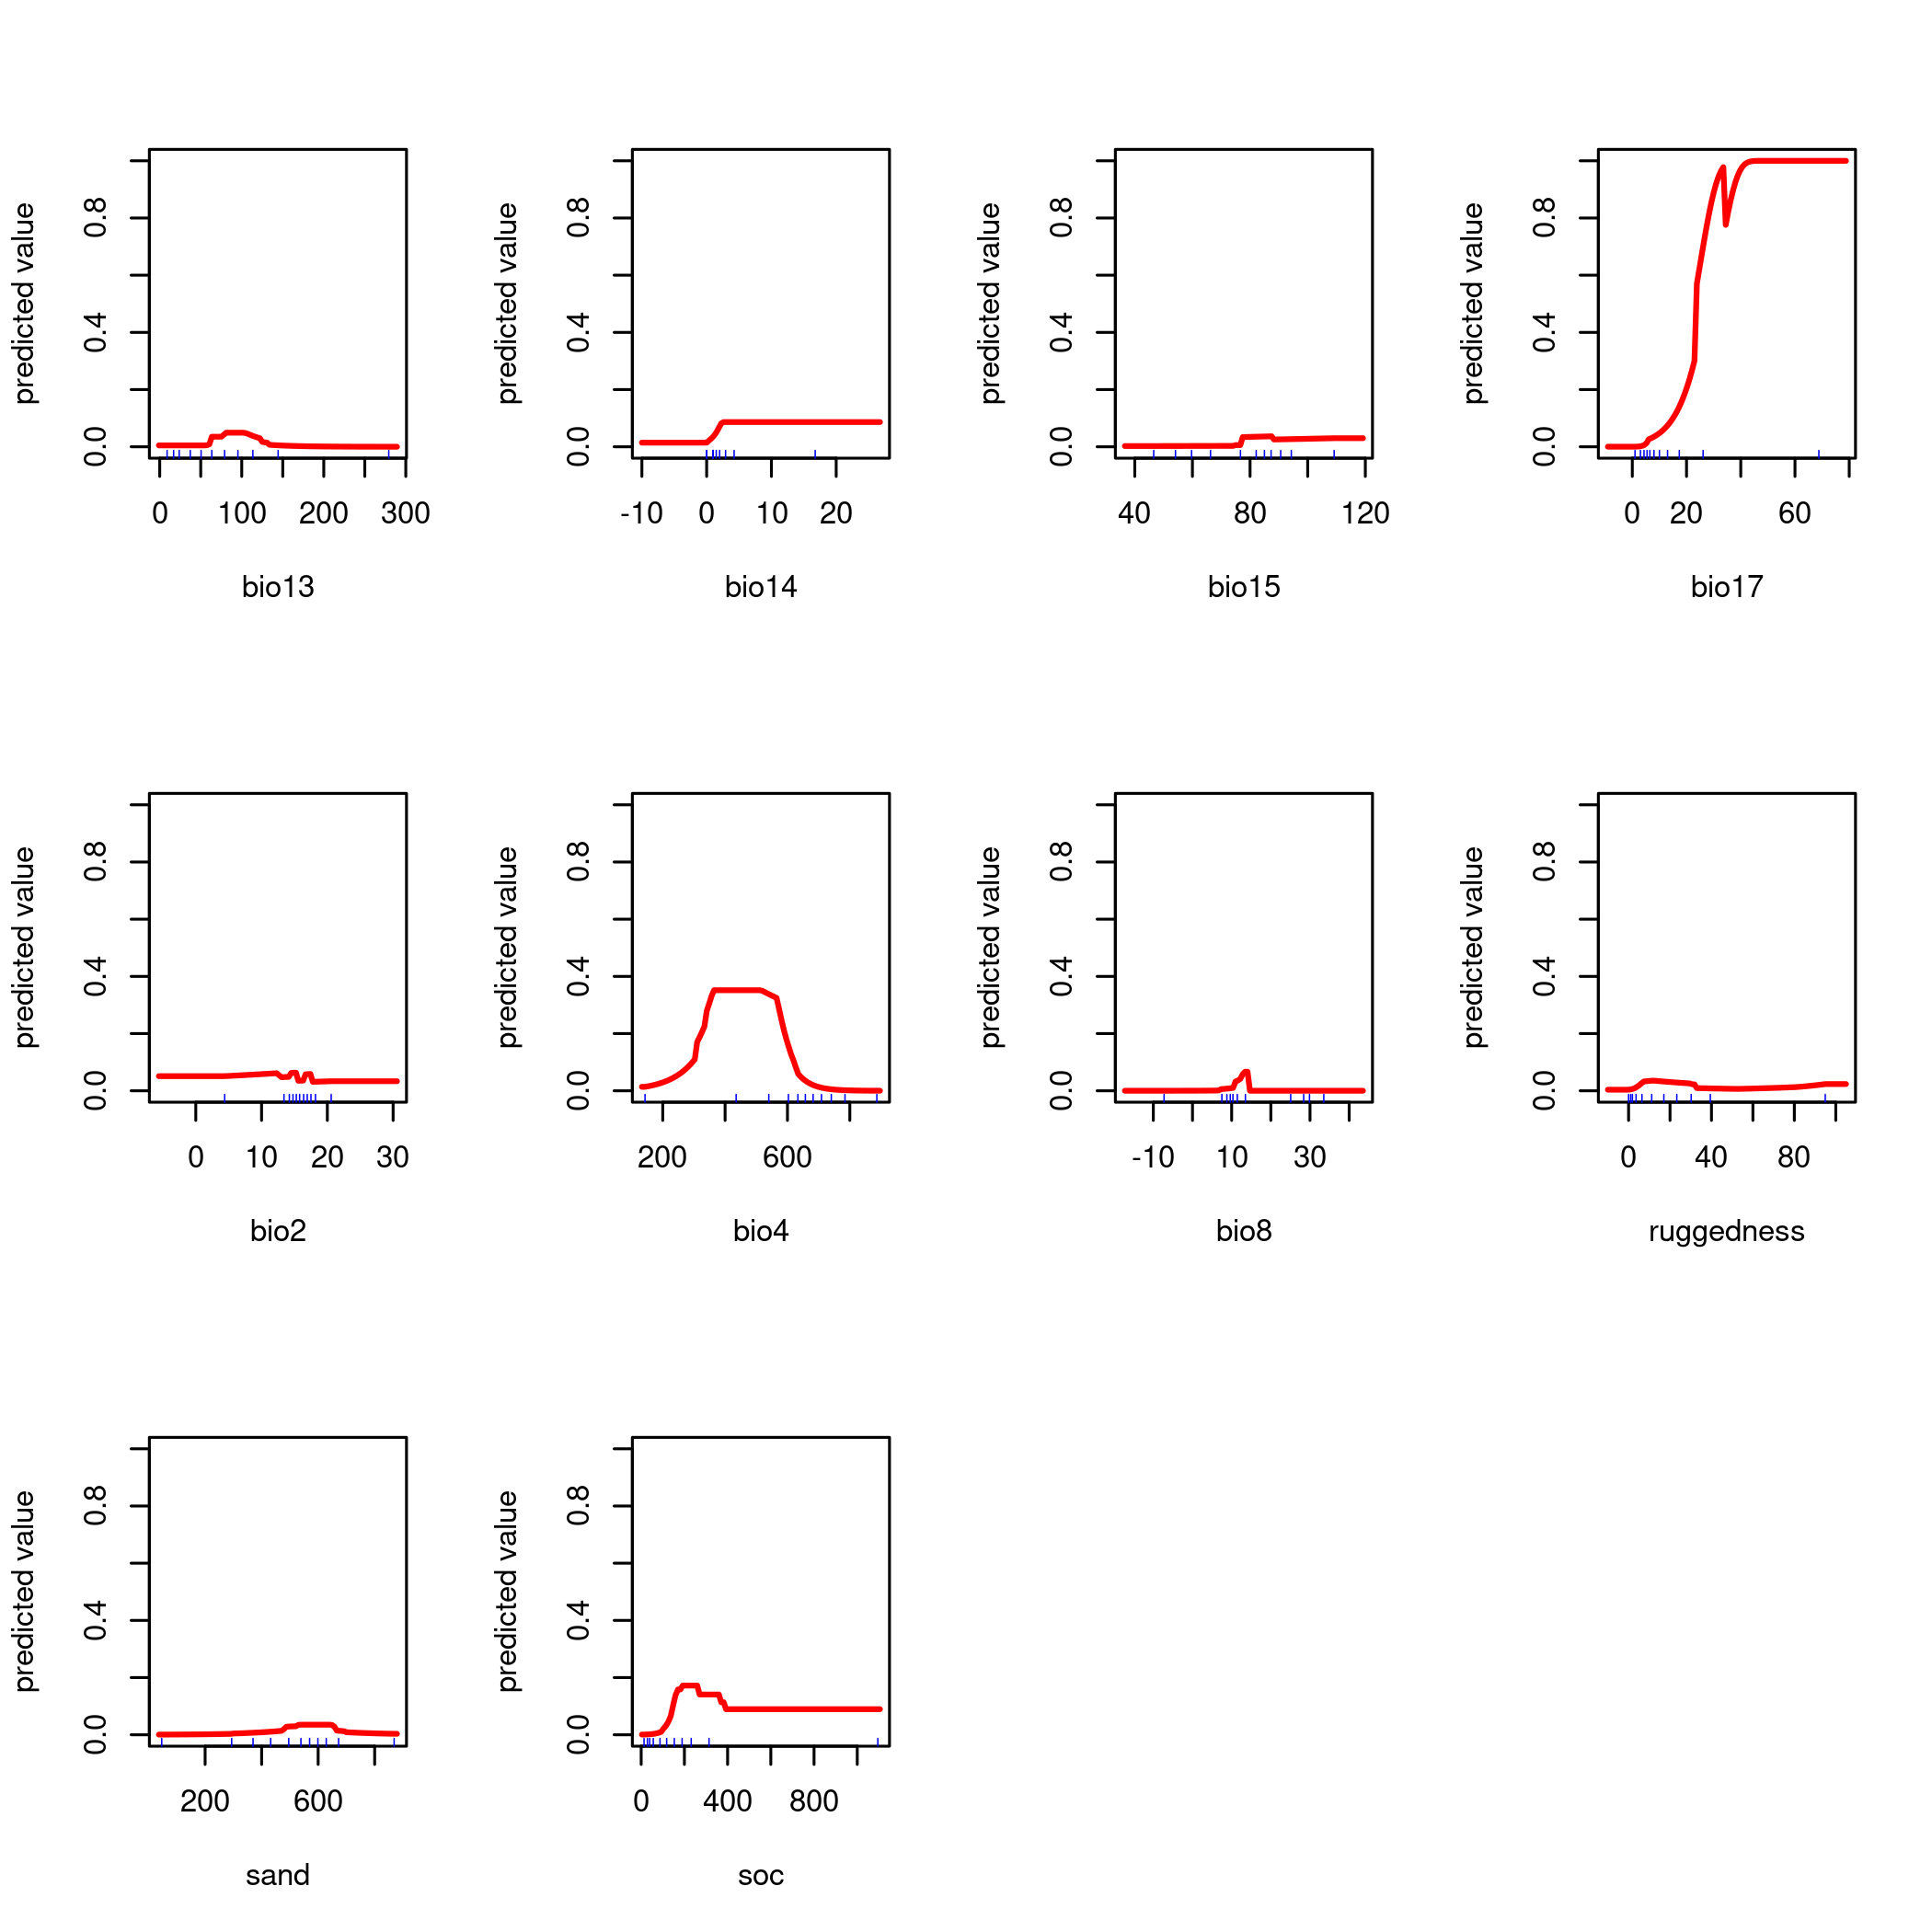 predicted value
0.0 0.4 0.8
0 100 200 300
bio13
predicted value
0.0 0.4 0.8
-10 0 10 20
bio14
predicted value
0.0 0.4 0.8
40 80 120
bio15
predicted value
0.0 0.4 0.8
0 20 60
bio17
predicted value
0.0 0.4 0.8
0 10 20 30
bio2
predicted value
0.0 0.4 0.8
200 600
bio4
predicted value
0.0 0.4 0.8
-10 10 30
bio8
predicted value
0.0 0.4 0.8
0 40 80
ruggedness
predicted value
0.0 0.4 0.8
200 600
sand
predicted value
0.0 0.4 0.8
0 400 800
soc